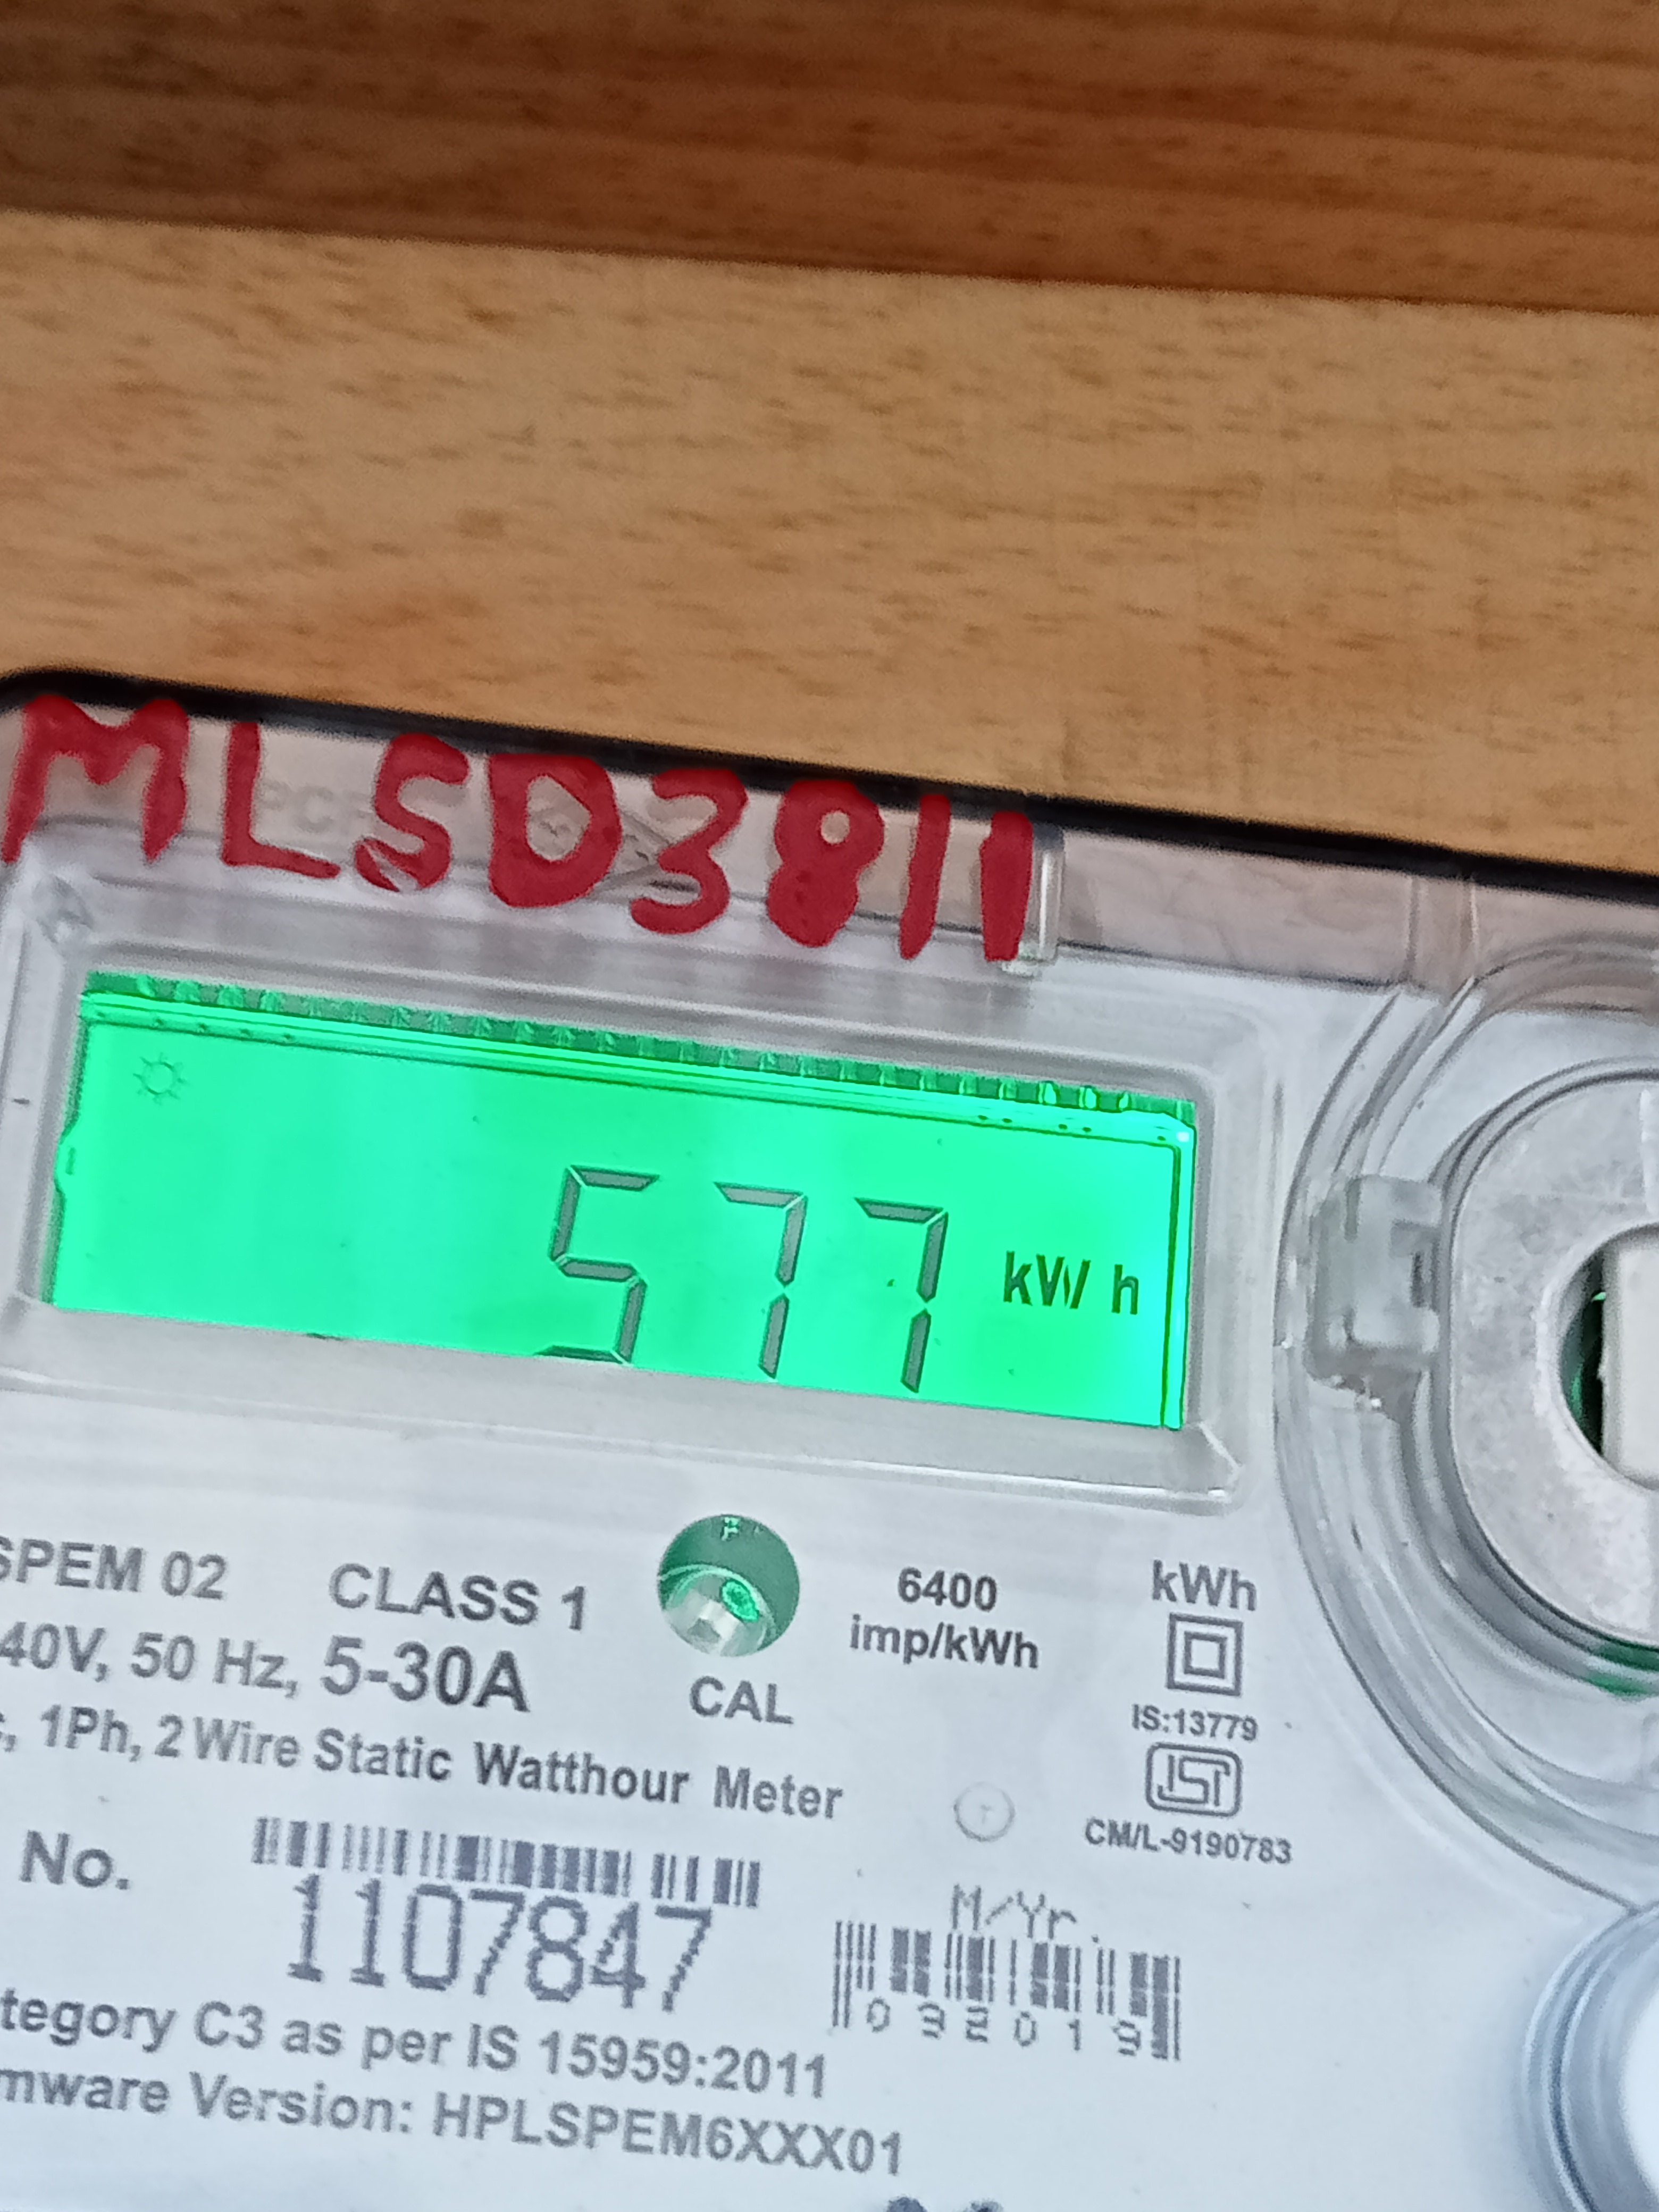 MLSD3811
577 kWh
SPEM 02 CLASS 1
40V, 50 Hz, 5-30A
CAL
6400
imp/kWh
kWh
IS:13779
CM/L-9190783
, 1Ph, 2 Wire Static Watthour Meter
No.
1107847
M/Yr.
032019
tegory C3 as per IS 15959:2011
mware Version: HPLSPEM6XXX01